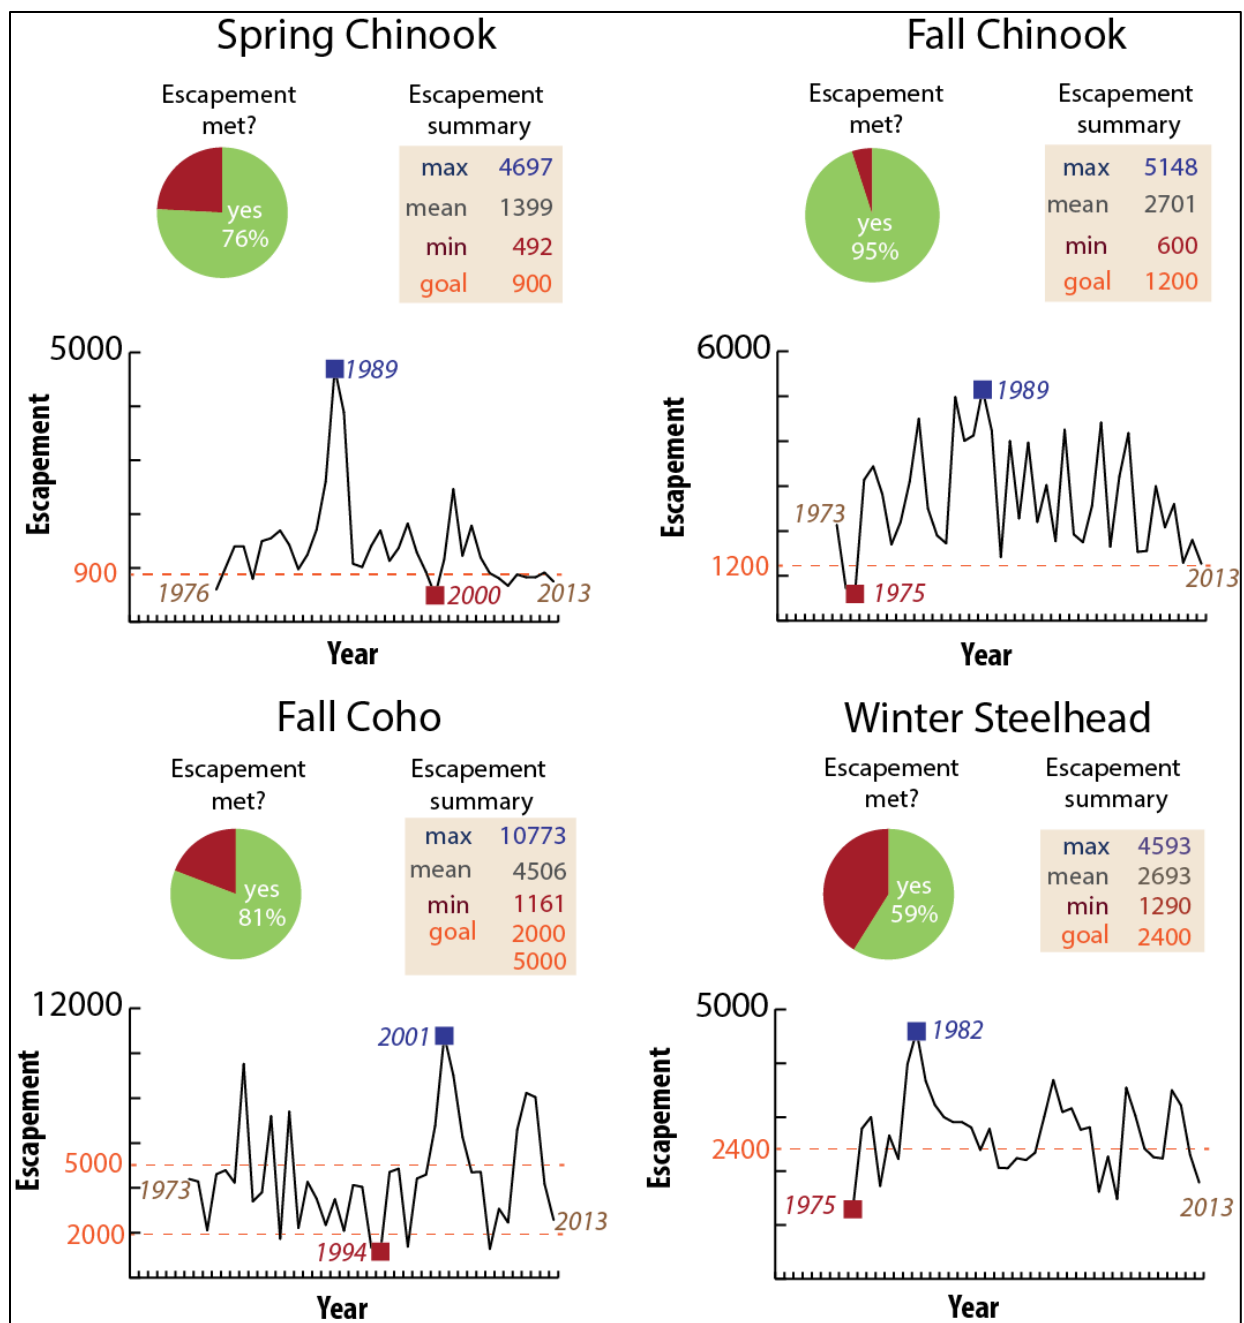 Spring Chinook
Escapement
met?
yes
76%
Escapement
summary
max 4697
mean 1399
min 492
goal 900
5000
900
Escapement
1976
1989
2000
2013
Year
Fall Chinook
Escapement
met?
yes
95%
Escapement
summary
max 5148
mean 2701
min 600
goal 1200
6000
1200
Escapement
1973
1975
1989
2013
Year
Fall Coho
Escapement
met?
yes
81%
Escapement
summary
max 10773
mean 4506
min 1161
goal 2000
5000
12000
5000
2000
Escapement
1973
1994
2001
2013
Year
Winter Steelhead
Escapement
met?
yes
59%
Escapement
summary
max 4593
mean 2693
min 1290
goal 2400
5000
2400
Escapement
1975
1982
2013
Year